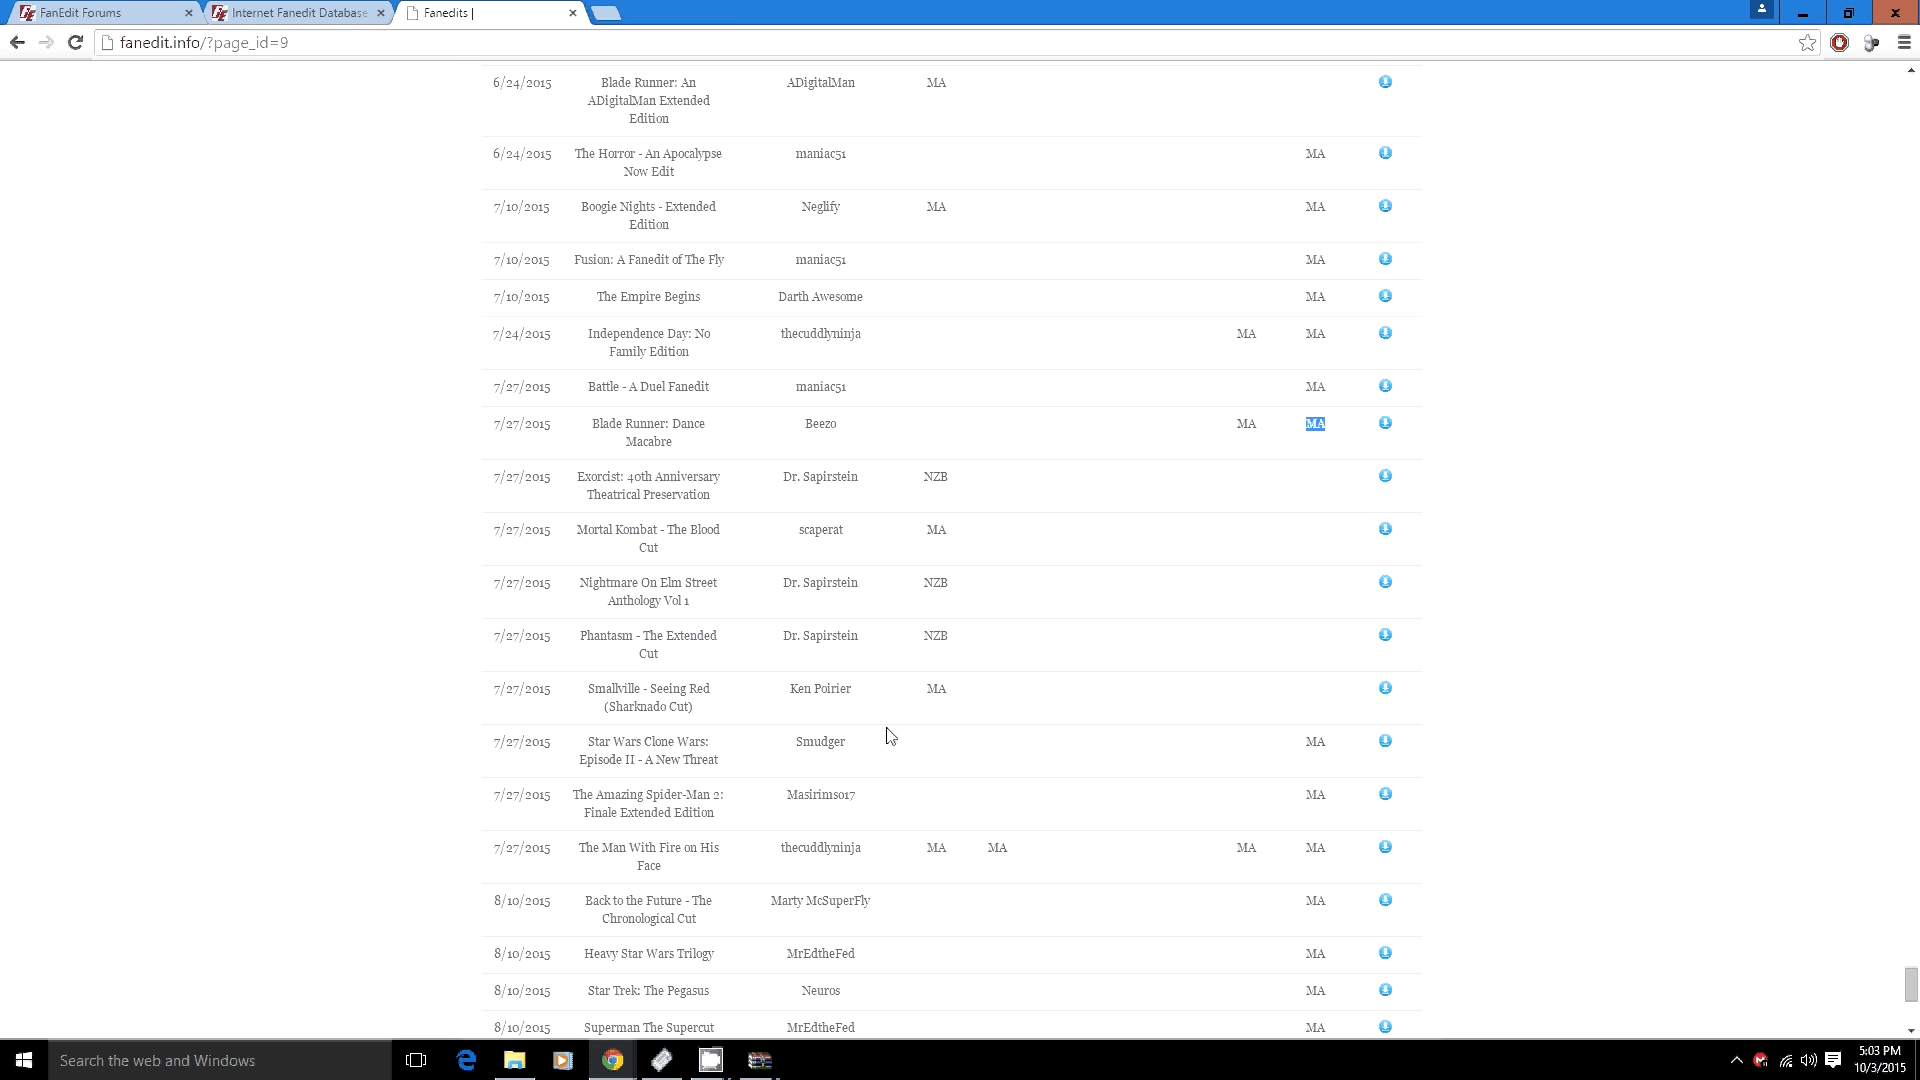 FanEdit Forums
Internet Fanedit Database
Fanedits |
fanedit.info/?page_id=9
6/24/2015 Blade Runner: An ADigitalMan MA
ADigitalMan Extended
Edition
6/24/2015 The Horror - An Apocalypse maniac51 MA
Now Edit
7/10/2015 Boogie Nights - Extended Neglify MA MA
Edition
7/10/2015 Fusion: A Fanedit of The Fly maniac51 MA
7/10/2015 The Empire Begins Darth Awesome MA
7/24/2015 Independence Day: No thecuddlyninja MA MA
Family Edition
7/27/2015 Battle - A Duel Fanedit maniac51 MA
7/27/2015 Blade Runner: Dance Beezo MA MA
Macabre
7/27/2015 Exorcist: 40th Anniversary Dr. Sapirstein NZB
Theatrical Preservation
7/27/2015 Mortal Kombat - The Blood scaperat MA
Cut
7/27/2015 Nightmare On Elm Street Dr. Sapirstein NZB
Anthology Vol 1
7/27/2015 Phantasm - The Extended Dr. Sapirstein NZB
Cut
7/27/2015 Smallville - Seeing Red Ken Poirier MA
(Sharknado Cut)
7/27/2015 Star Wars Clone Wars: Smudger MA
Episode II - A New Threat
7/27/2015 The Amazing Spider-Man 2: Masirimso17 MA
Finale Extended Edition
7/27/2015 The Man With Fire on His thecuddlyninja MA MA MA MA
Face
8/10/2015 Back to the Future - The Marty McSuperFly MA
Chronological Cut
8/10/2015 Heavy Star Wars Trilogy MrEdtheFed MA
8/10/2015 Star Trek: The Pegasus Neuros MA
8/10/2015 Superman The Supercut MrEdtheFed MA
Search the web and Windows
5:03 PM
10/3/2015